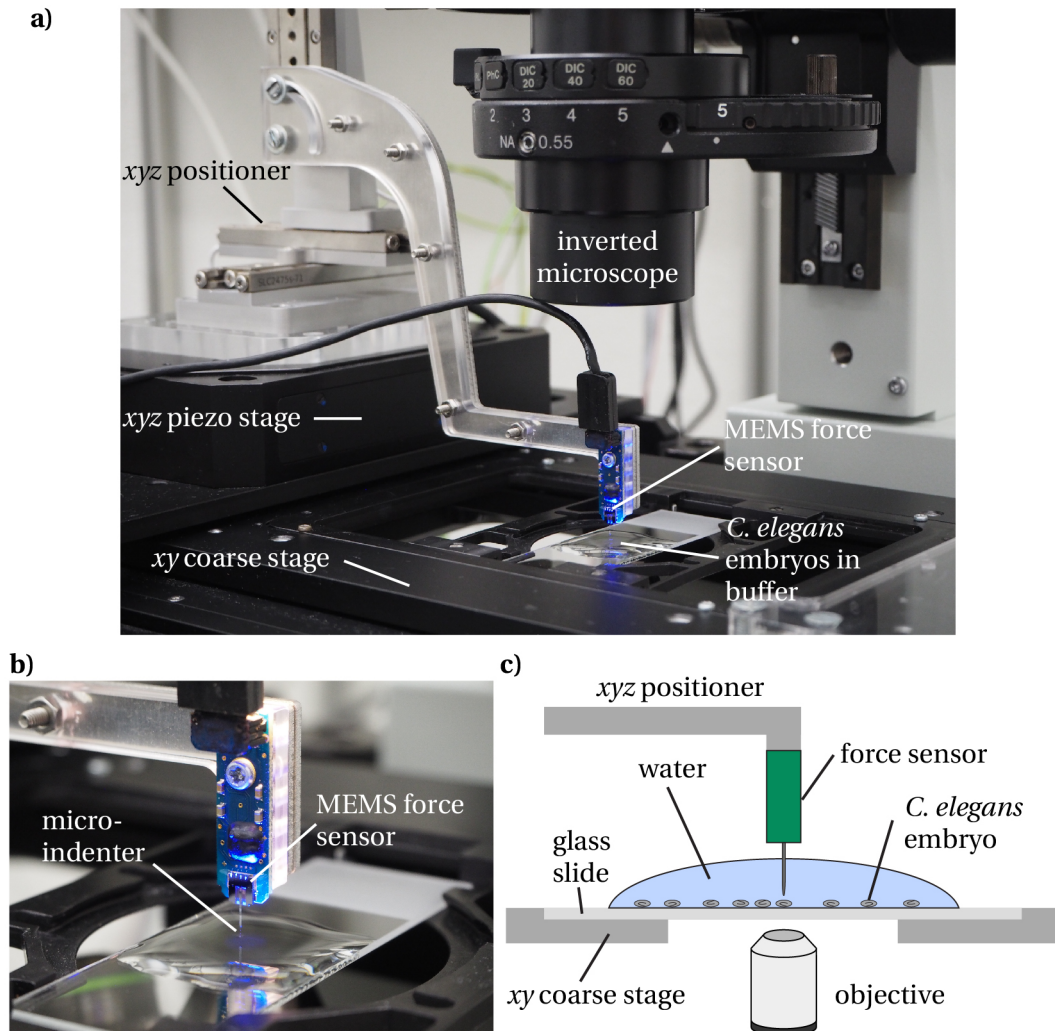 a)
PhC DIC 20 DIC 40 DIC 60
2 3 4 5 5
NA 0.55
xyz positioner
inverted
microscope
xyz piezo stage
MEMS force
sensor
xy coarse stage
C. elegans
embryos in
buffer
b)
micro-
indenter
MEMS force
sensor
c)
xyz positioner
water
force sensor
C. elegans
embryo
glass
slide
xy coarse stage
objective